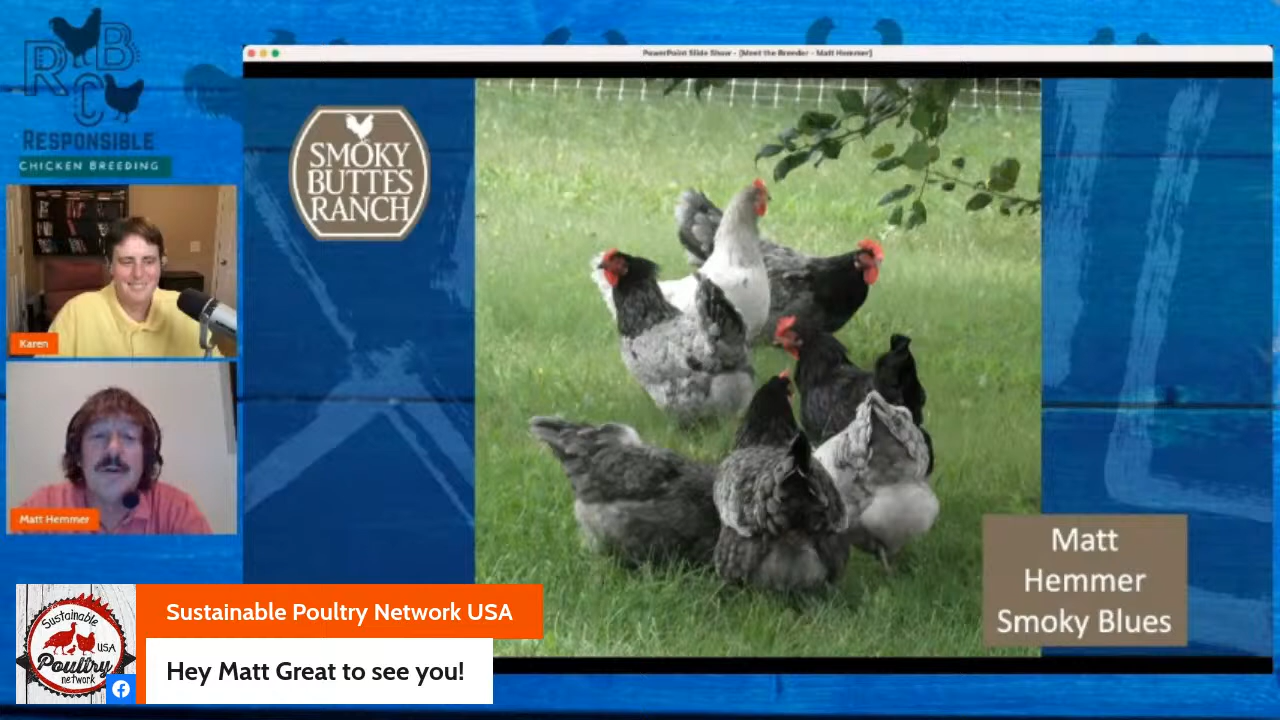 PowerPoint Slide Show - [Meet the Breeder - Matt Hemmer]
R B
C
RESPONSIBLE
CHICKEN BREEDING
SMOKY
BUTTES
RANCH
Karen
Matt Hemmer
Matt
Hemmer
Smoky Blues
Sustainable Poultry Network USA
Hey Matt Great to see you!
Sustainable
USA
Poultry
network